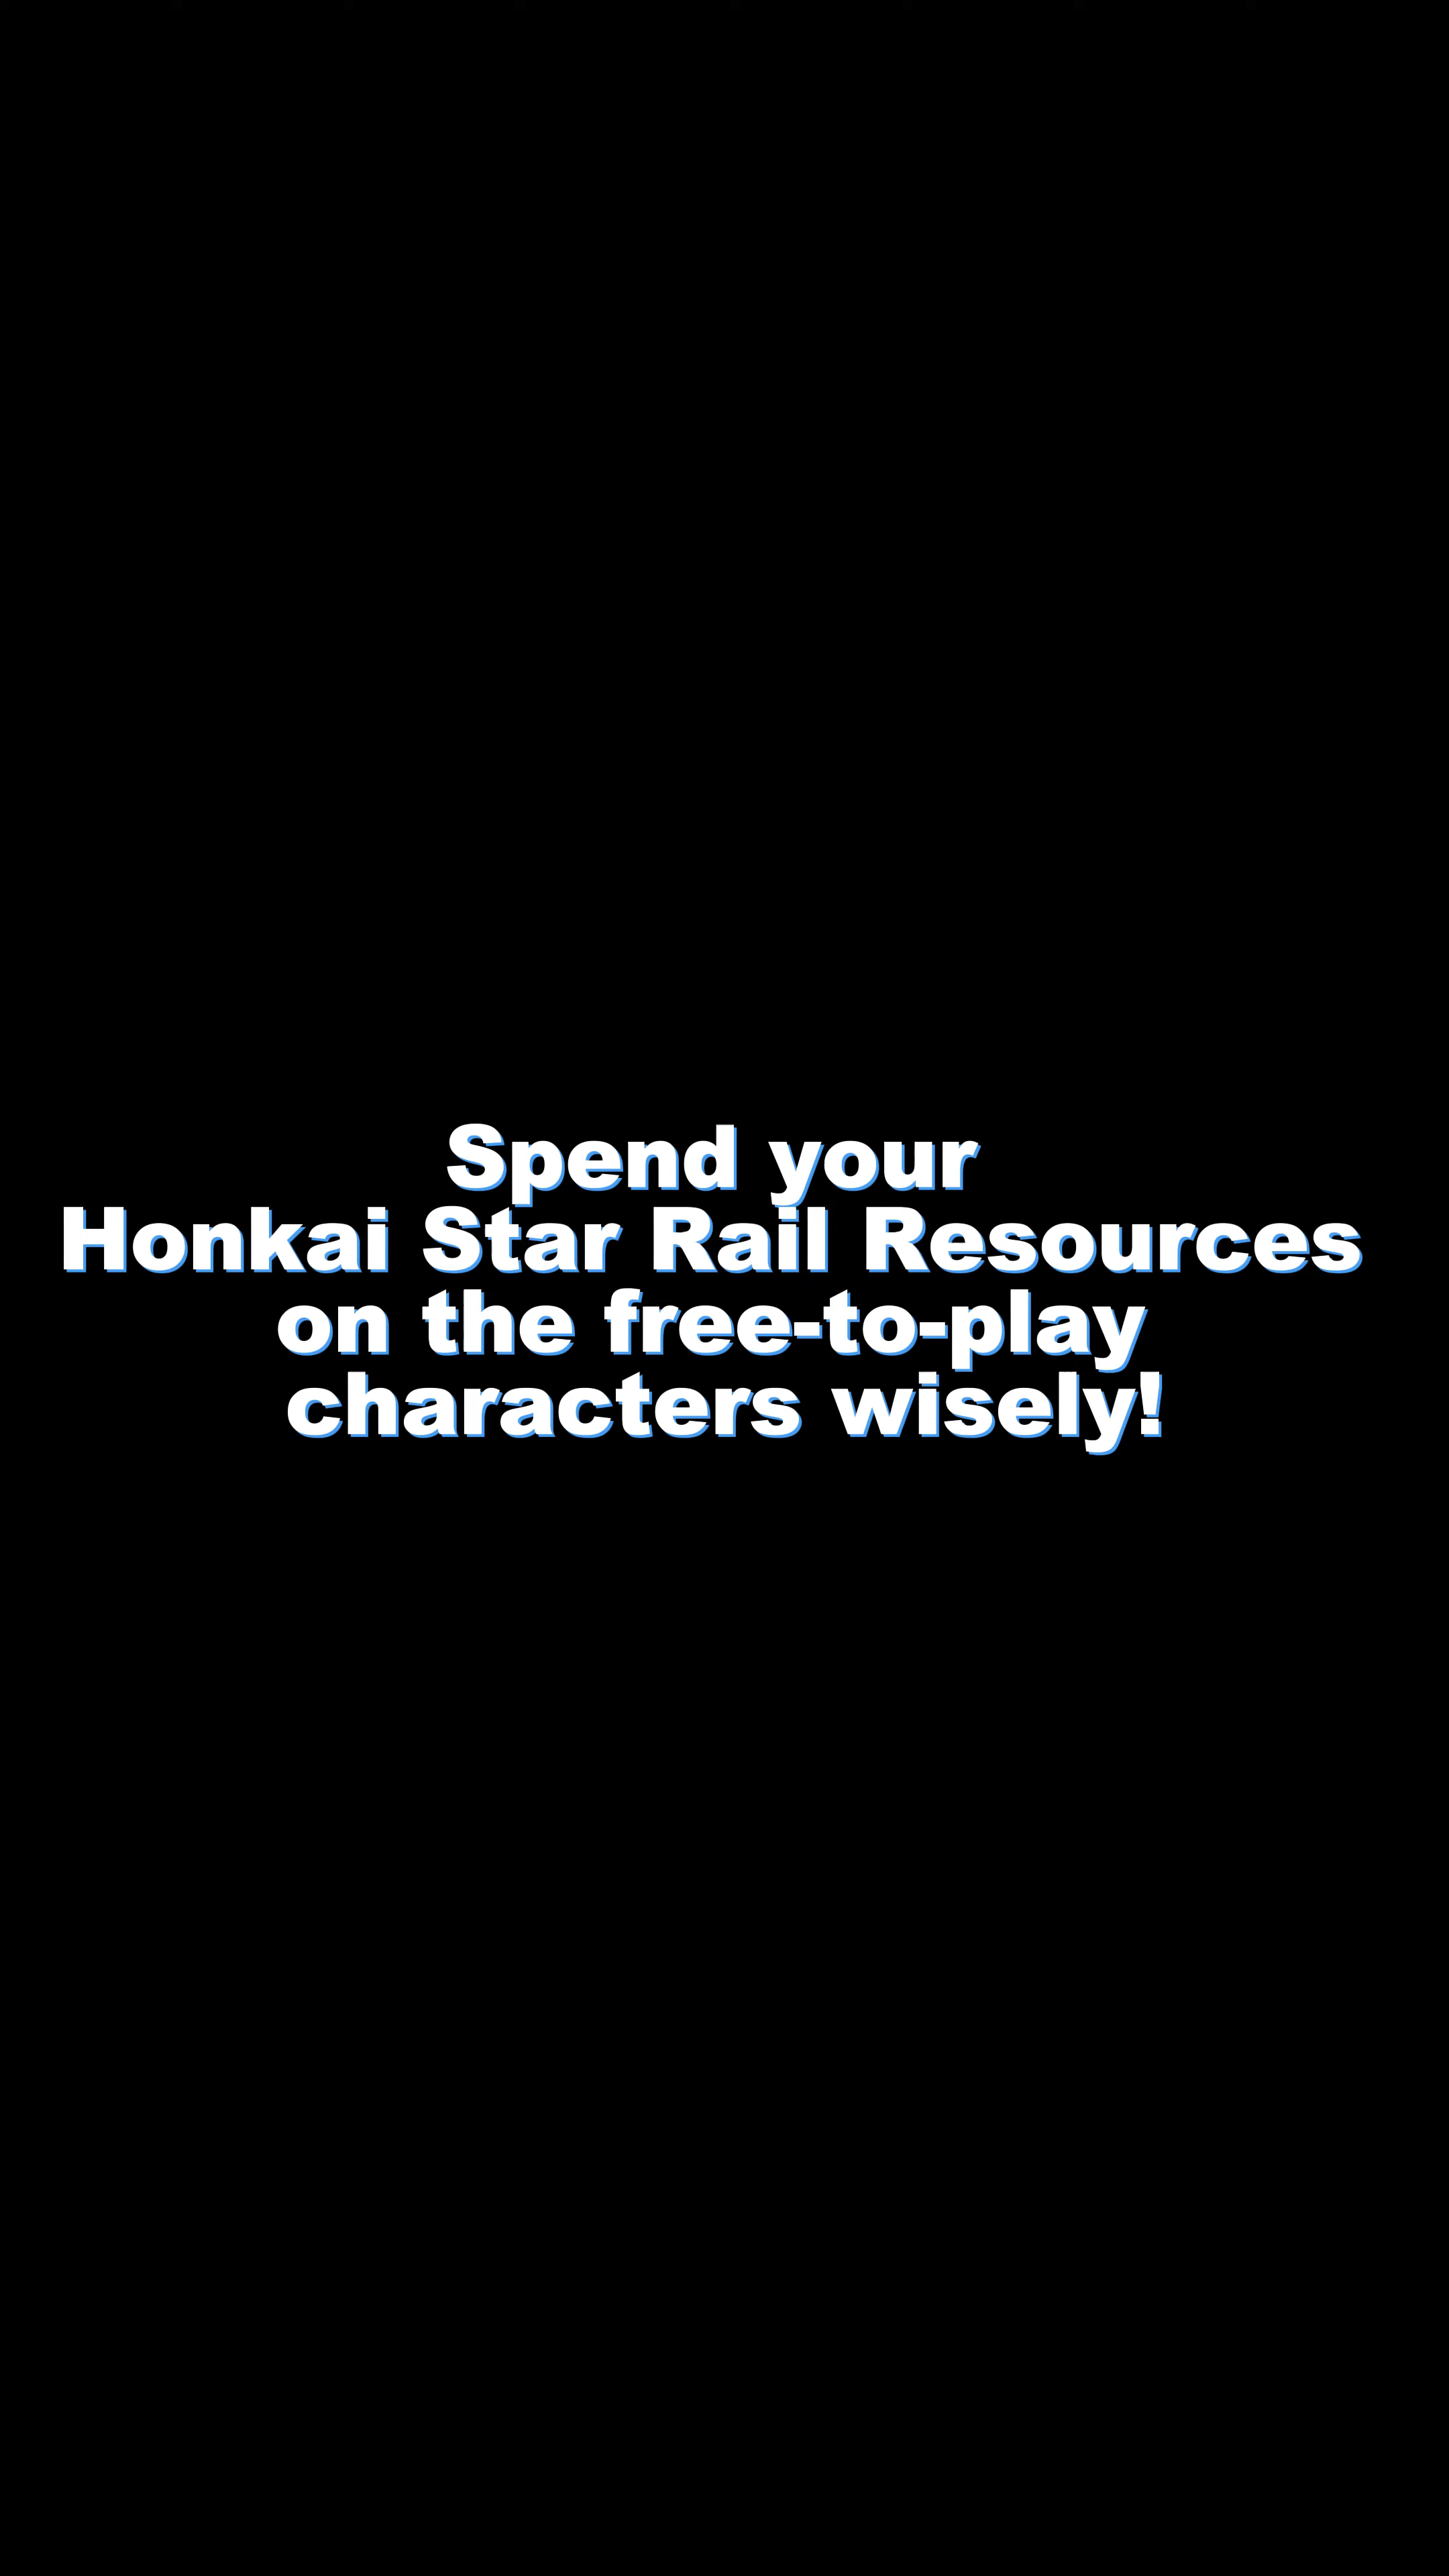 Spend your
Honkai Star Rail Resources
on the free-to-play
characters wisely!